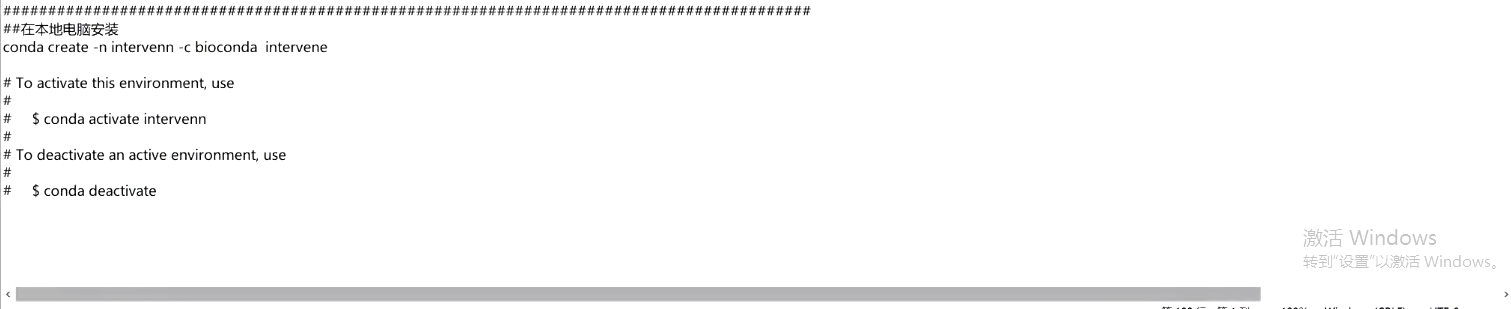 ##########################################################################################
##在本地电脑安装
conda create -n intervenn -c bioconda  intervene
# To activate this environment, use
#
#     $ conda activate intervenn
#
# To deactivate an active environment, use
#
#     $ conda deactivate
激活 Windows
转到“设置”以激活 Windows。